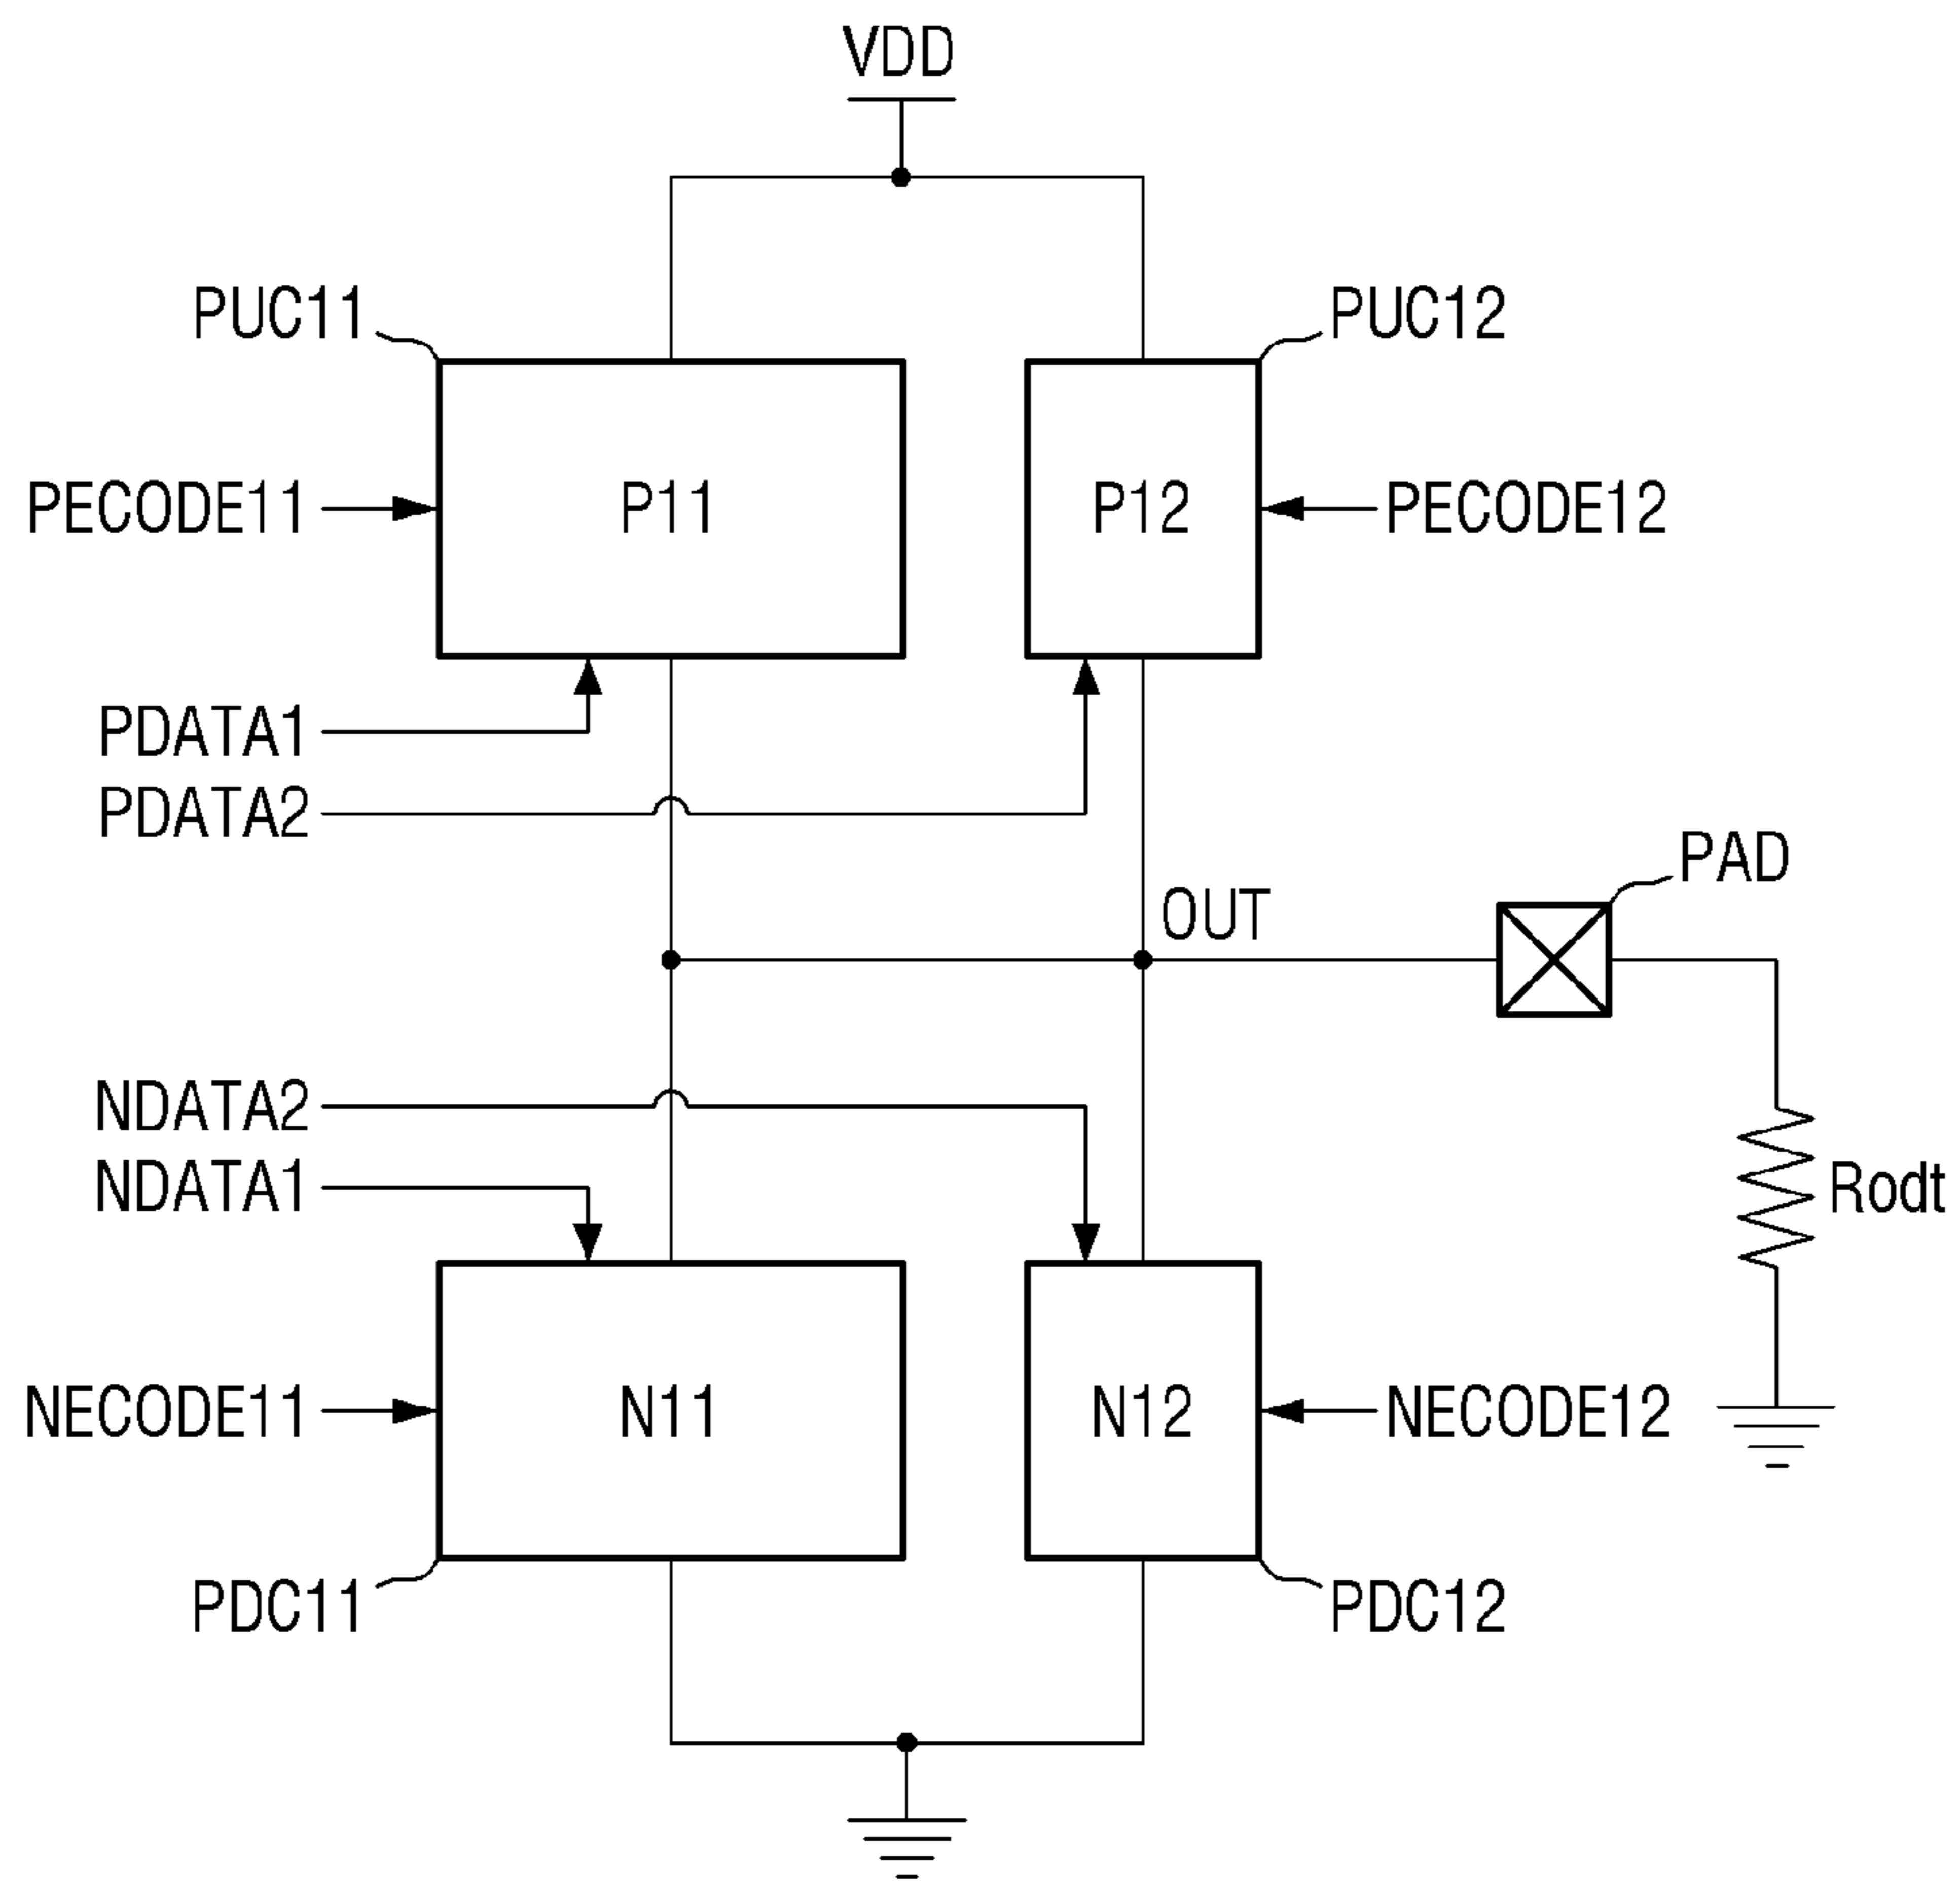 VDD
PUC11
PUC12
PECODE11
P11
P12
PECODE12
PDATA1
PDATA2
PAD
OUT
NDATA2
NDATA1
Rodt
NECODE11
N11
N12
NECODE12
PDC11
PDC12